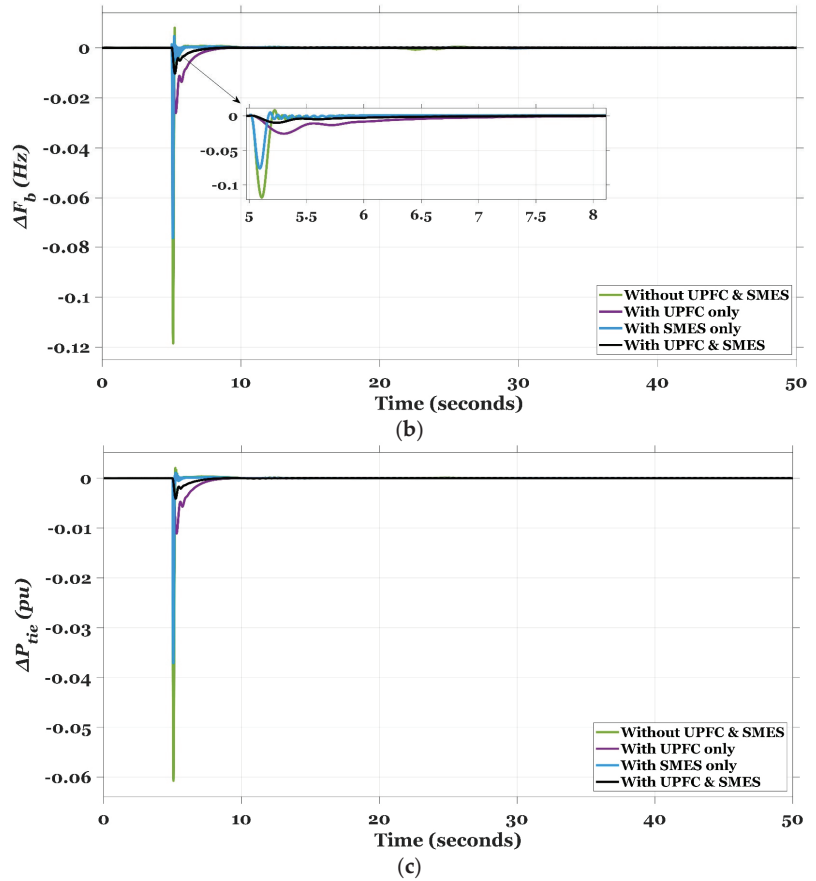 0
-0.02
-0.04
-0.06
-0.08
-0.1
-0.12
ΔF_b (Hz)
0
-0.05
-0.1
5 5.5 6 6.5 7 7.5 8
Without UPFC & SMES
With UPFC only
With SMES only
With UPFC & SMES
0 10 20 30 40 50
Time (seconds)
(b)
0
-0.01
-0.02
-0.03
-0.04
-0.05
-0.06
ΔP_tie (pu)
Without UPFC & SMES
With UPFC only
With SMES only
With UPFC & SMES
0 10 20 30 40 50
Time (seconds)
(c)